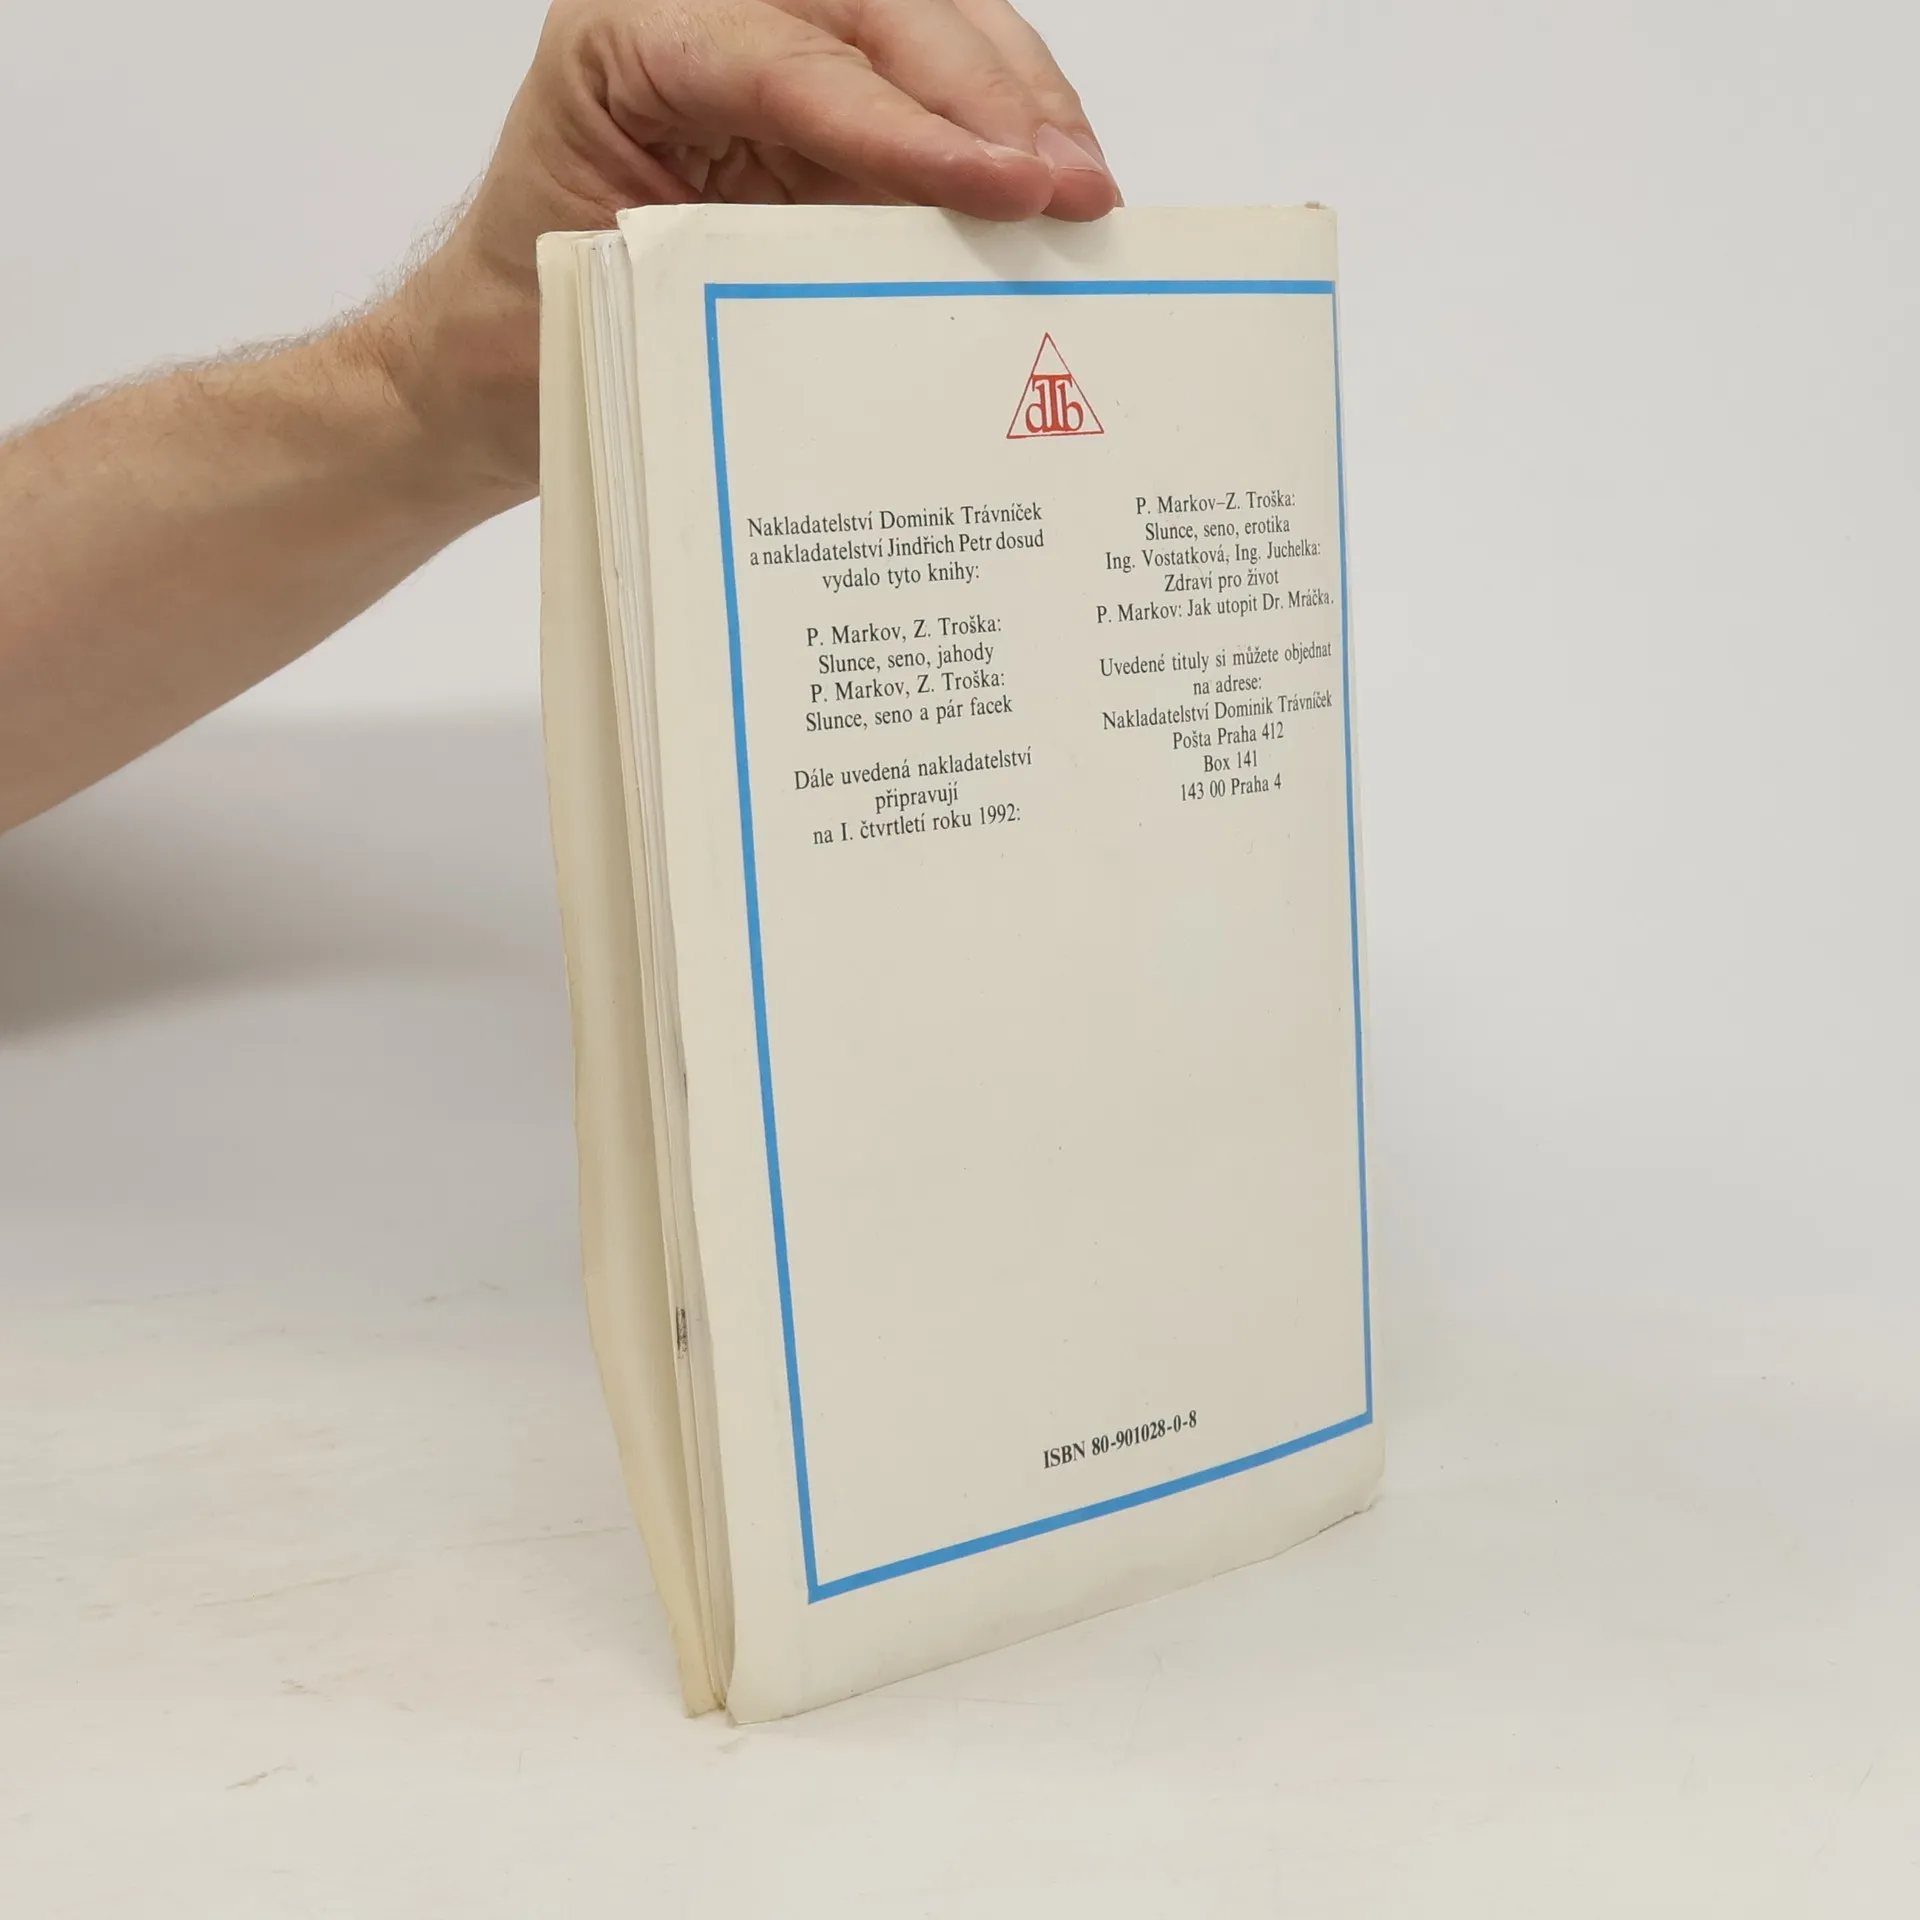 dTb
Nakladatelství Dominik Trávníček
a nakladatelství Jindřich Petr dosud
vydalo tyto knihy:
P. Markov, Z. Troška:
Slunce, seno, jahody
P. Markov, Z. Troška:
Slunce, seno a pár facek
Dále uvedená nakladatelství
připravují
na I. čtvrtletí roku 1992:
P. Markov–Z. Troška:
Slunce, seno, erotika
Ing. Vostatková, Ing. Juchelka:
Zdraví pro život
P. Markov: Jak utopit Dr. Mráčka.
Uvedené tituly si můžete objednat
na adrese:
Nakladatelství Dominik Trávníček
Pošta Praha 412
Box 141
143 00 Praha 4
ISBN 80-901028-0-8